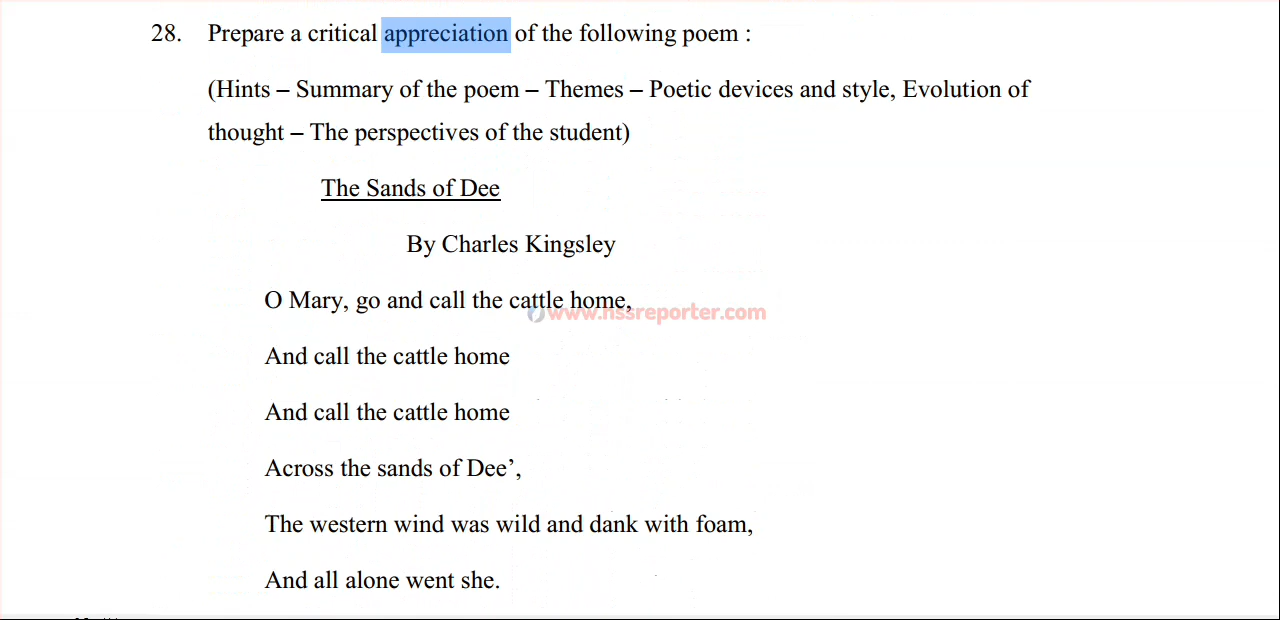 28. Prepare a critical appreciation of the following poem :
(Hints – Summary of the poem – Themes – Poetic devices and style, Evolution of
thought – The perspectives of the student)
The Sands of Dee
By Charles Kingsley
O Mary, go and call the cattle home,
www.hssreporter.com
And call the cattle home
And call the cattle home
Across the sands of Dee’,
The western wind was wild and dank with foam,
And all alone went she.